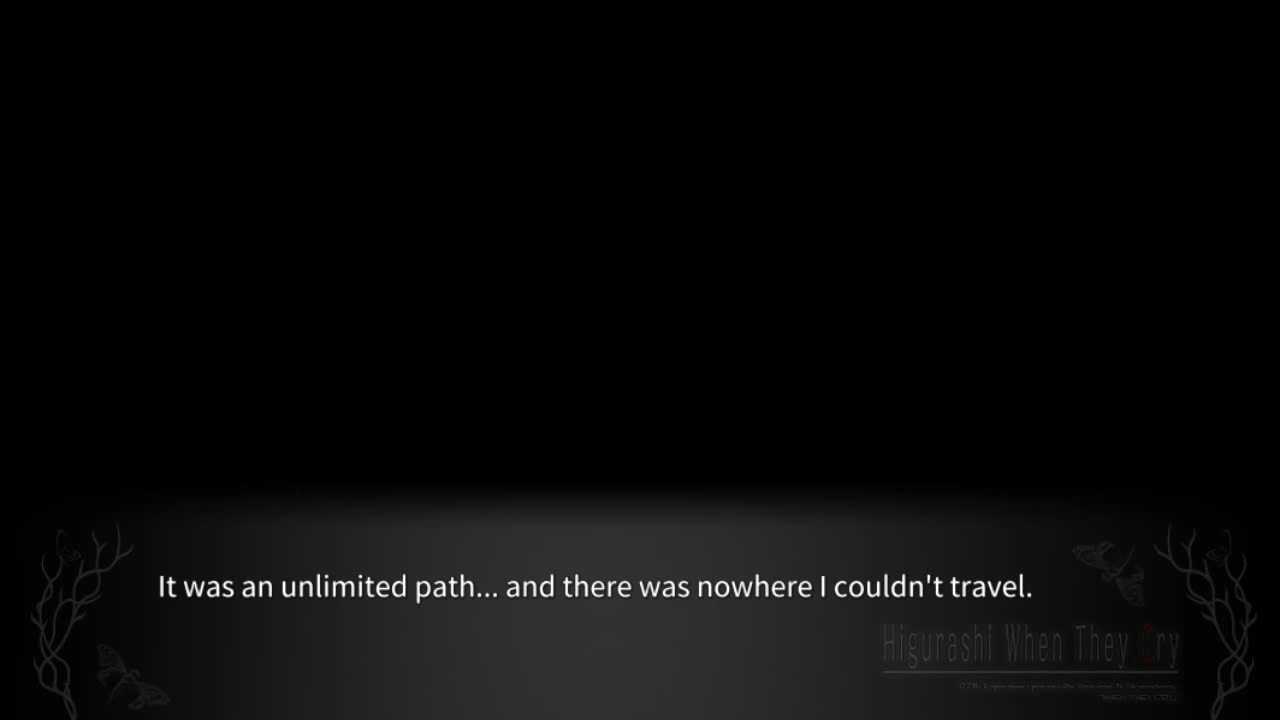 It was an unlimited path... and there was nowhere I couldn't travel.
Higurashi When They Cry